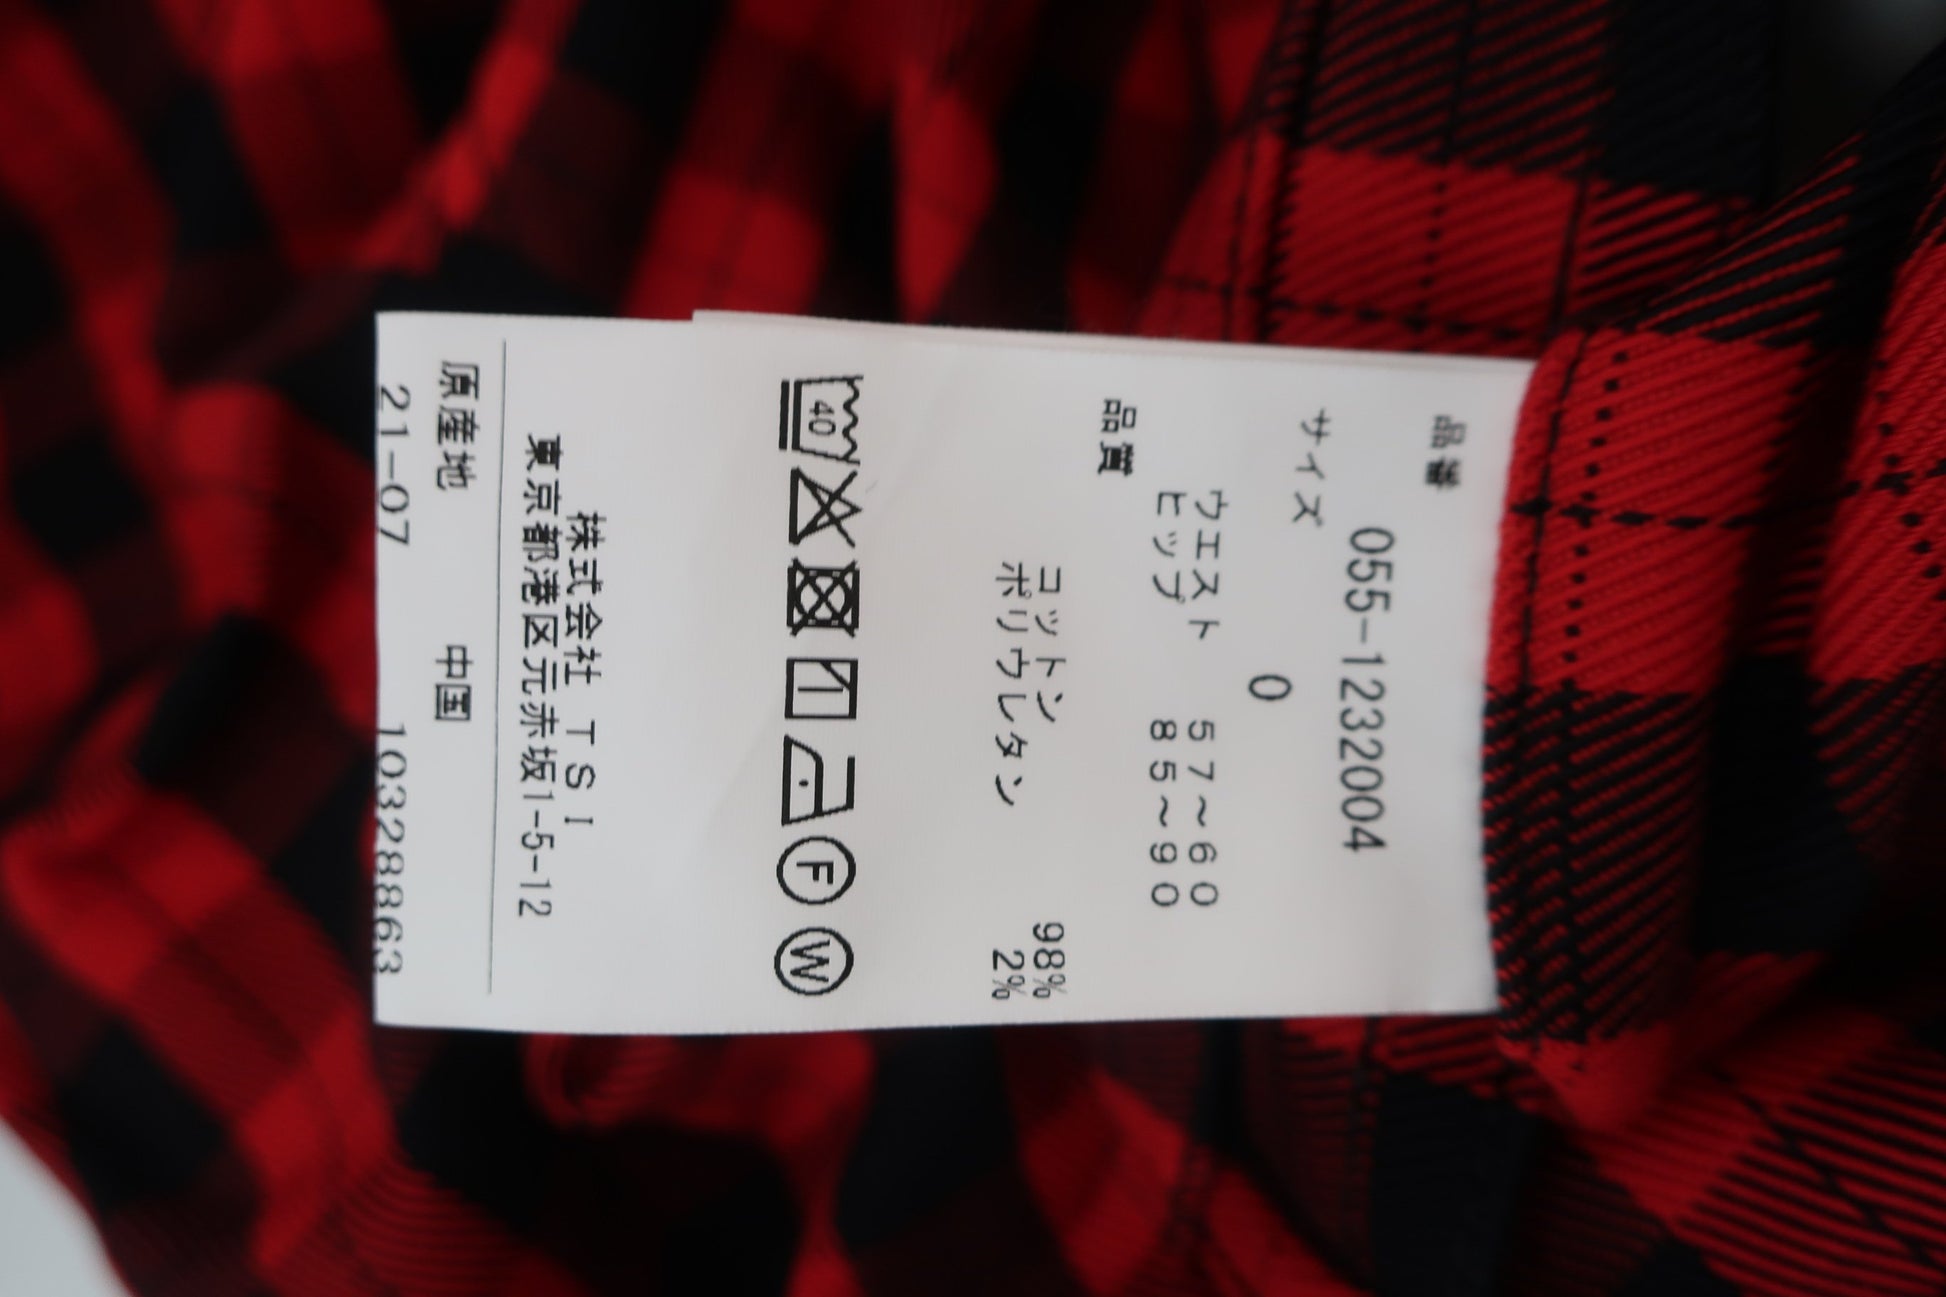 品番
055-1232004
サイズ
0
ウエスト 57～60
ヒップ 85～90
品質
コットン 98%
ポリウレタン 2%
40
F W
株式会社 TSI
東京都港区元赤坂1-5-12
原産地 中国
21-07 10328863